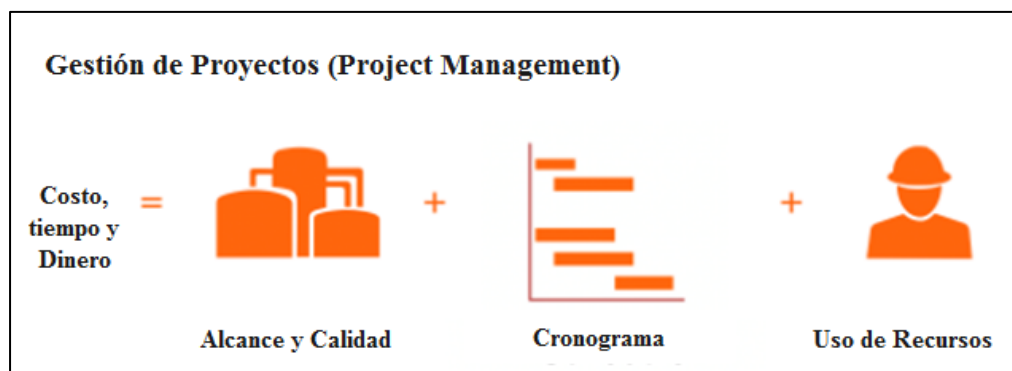 Gestión de Proyectos (Project Management)
Costo,
tiempo y
Dinero
=
+
+
Alcance y Calidad
Cronograma
Uso de Recursos